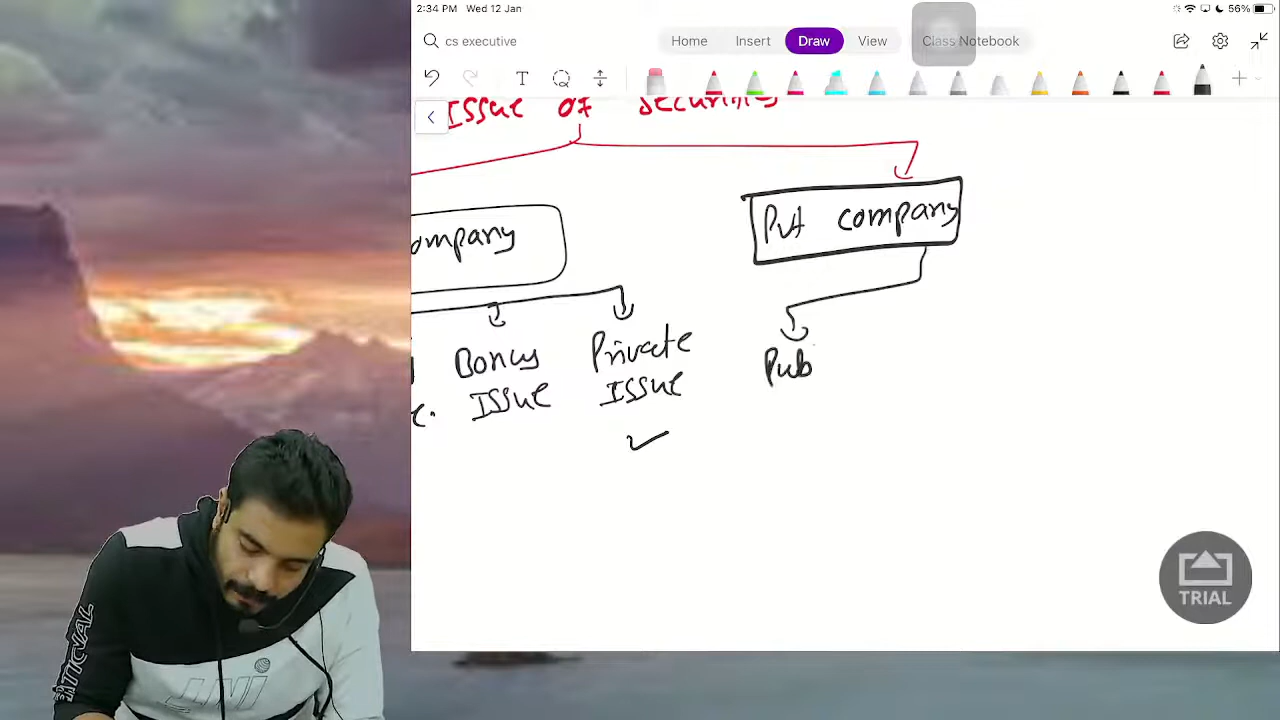 2:34 PM Wed 12 Jan
56%
cs executive
Home Insert Draw View Class Notebook
Issue of Securities
ompany
Pvt company
Bonus Issue
Private Issue
Pub
TRIAL